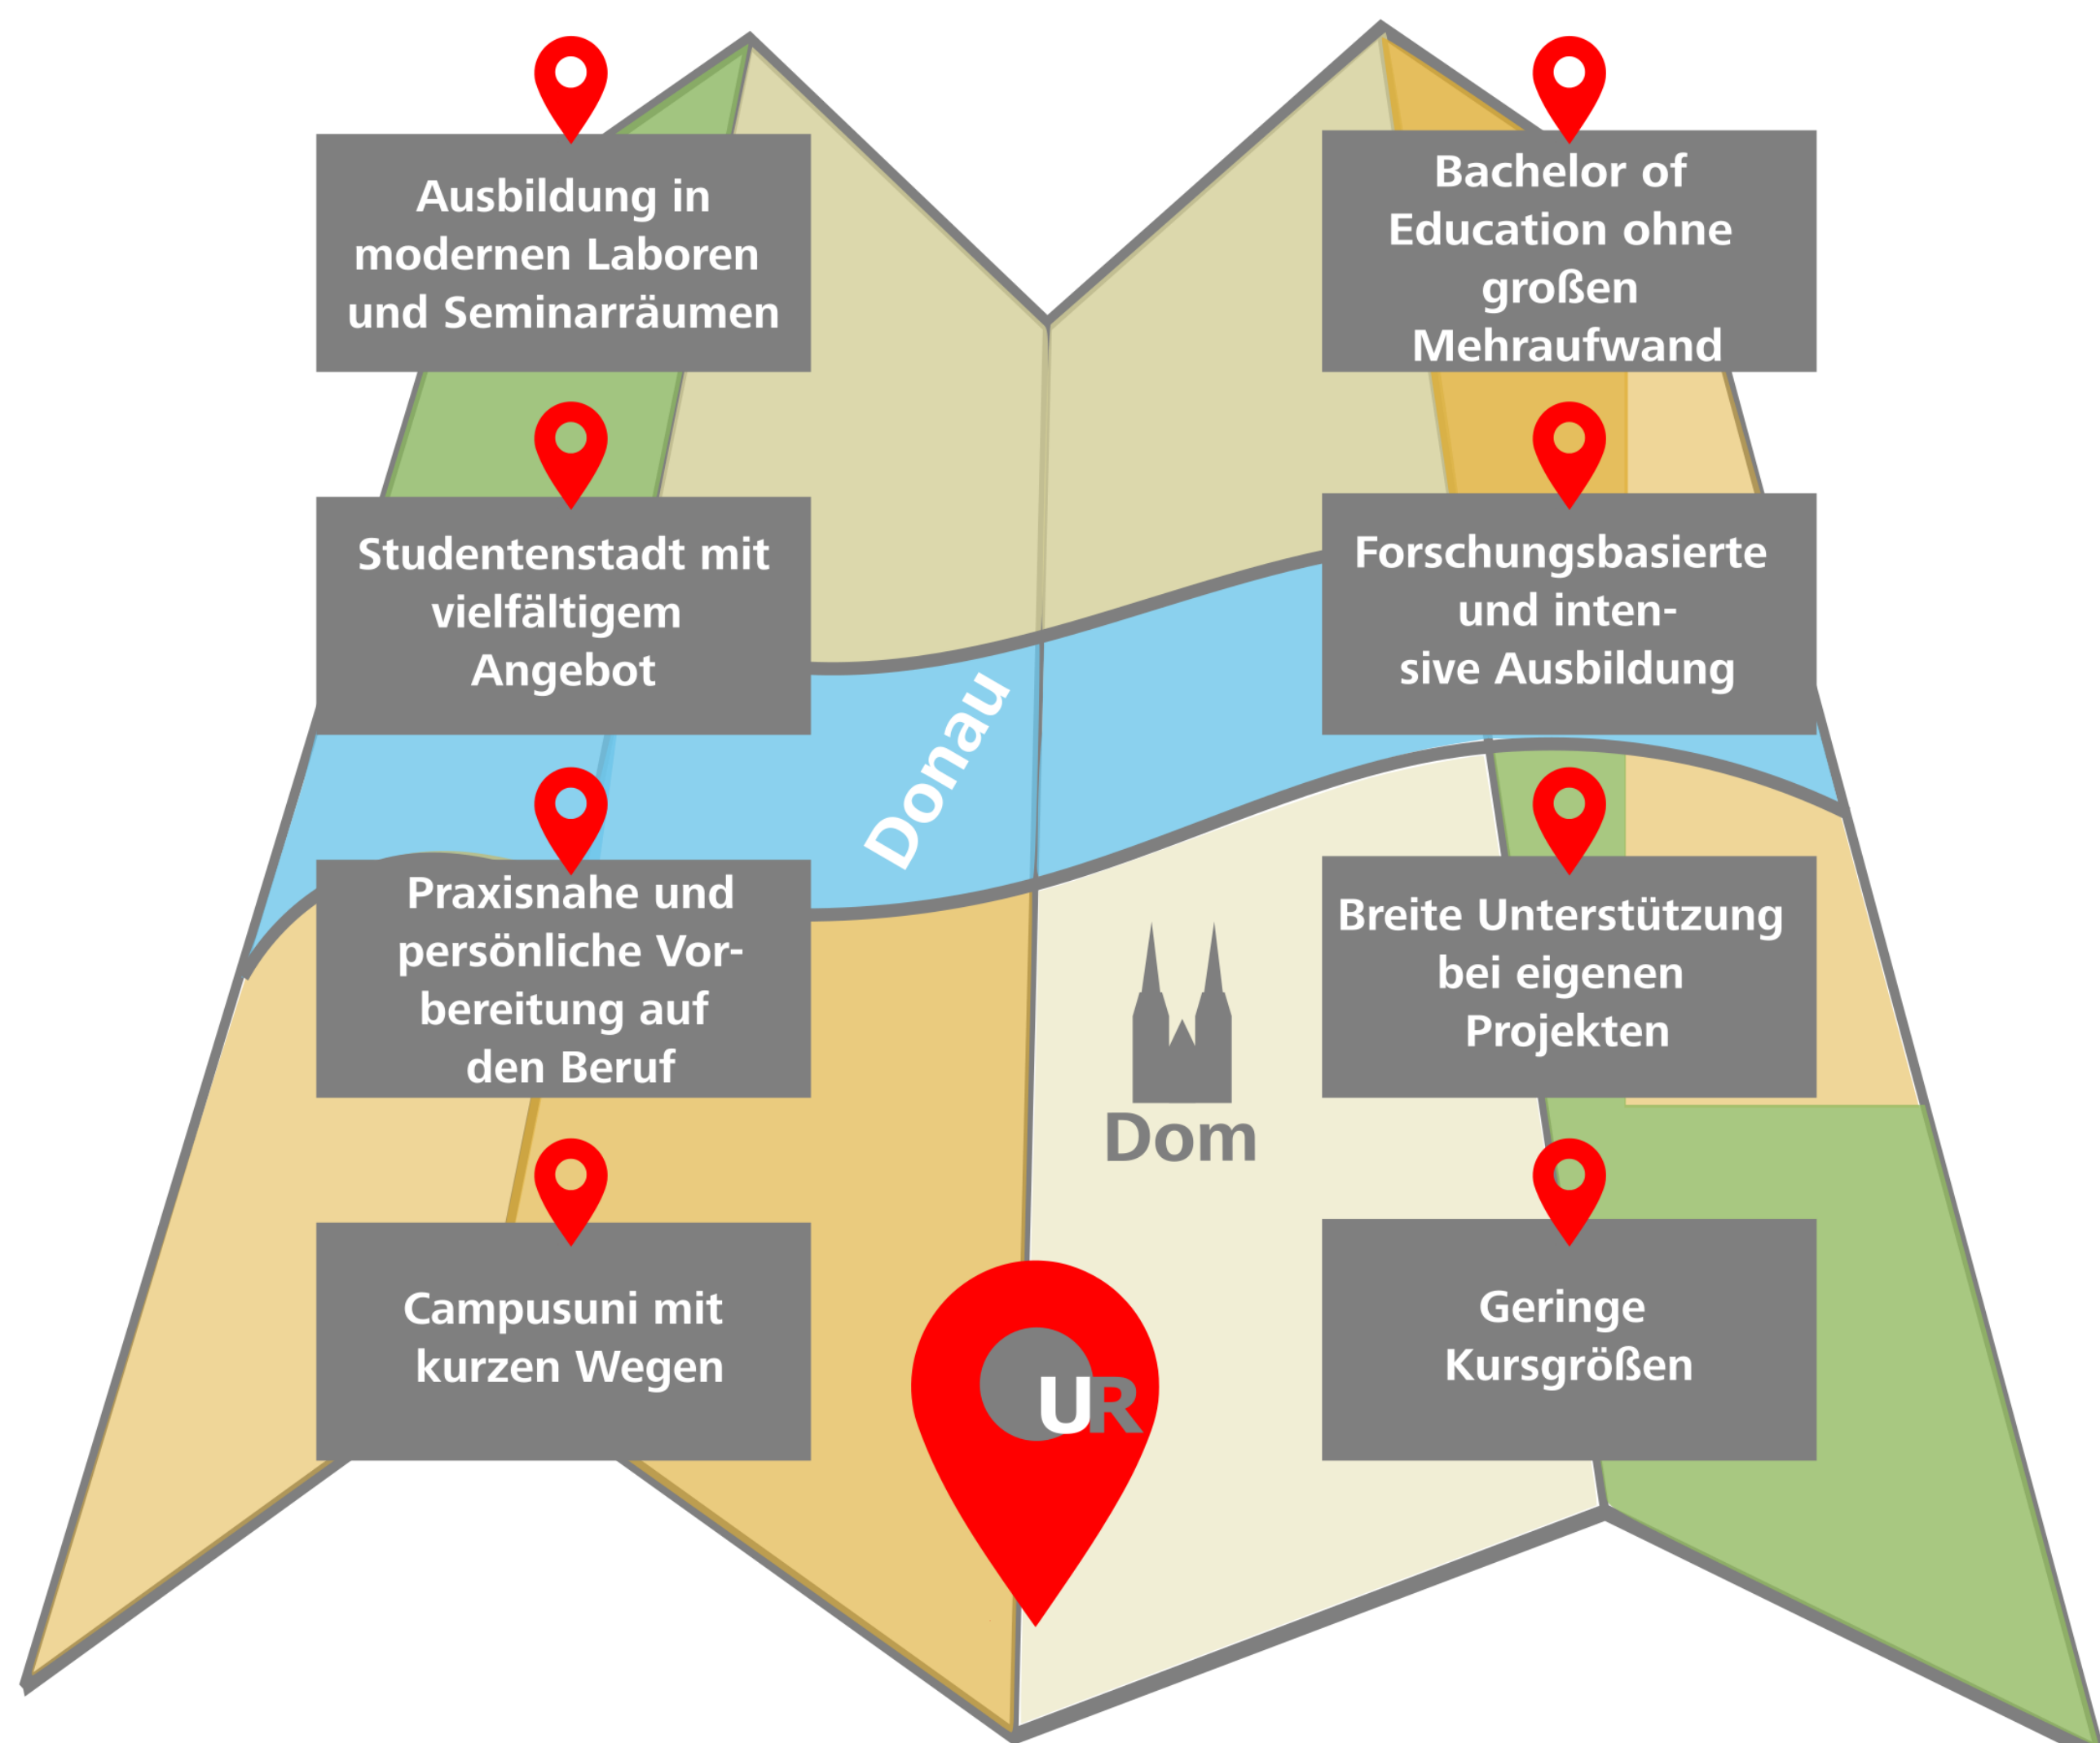 Ausbildung in
modernen Laboren
und Seminarräumen
Bachelor of
Education ohne
großen
Mehraufwand
Studentenstadt mit
vielfältigem
Angebot
Forschungsbasierte
und inten-
sive Ausbildung
Donau
Praxisnahe und
persönliche Vor-
bereitung auf
den Beruf
Breite Unterstützung
bei eigenen
Projekten
Dom
Campusuni mit
kurzen Wegen
Geringe
Kursgrößen
UR